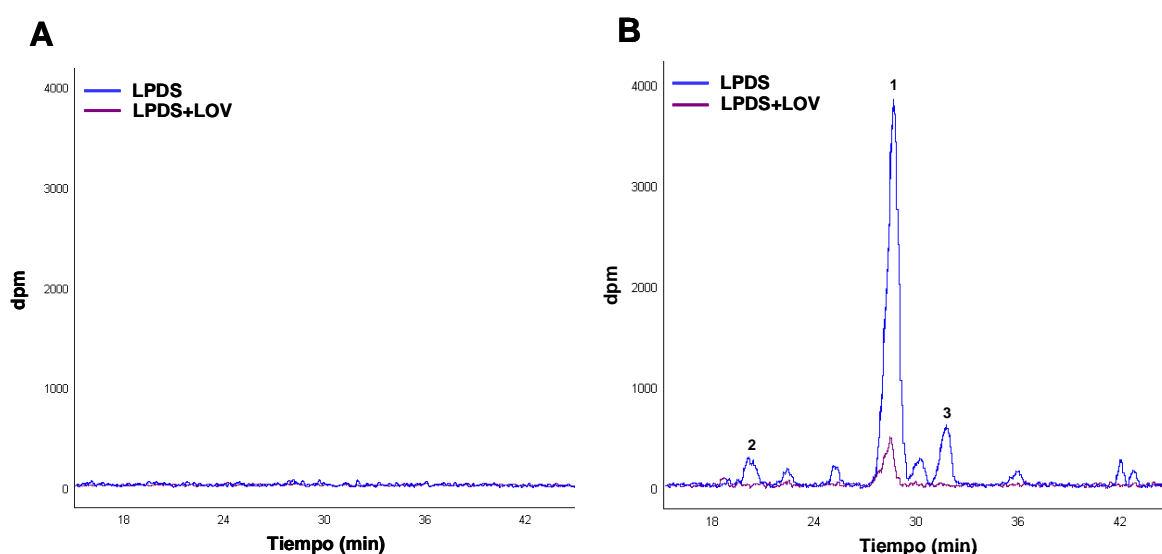 A
LPDS
LPDS+LOV
4000
3000
2000
1000
0
dpm
18 24 30 36 42
Tiempo (min)
B
LPDS
LPDS+LOV
1
2
3
4000
3000
2000
1000
0
dpm
18 24 30 36 42
Tiempo (min)